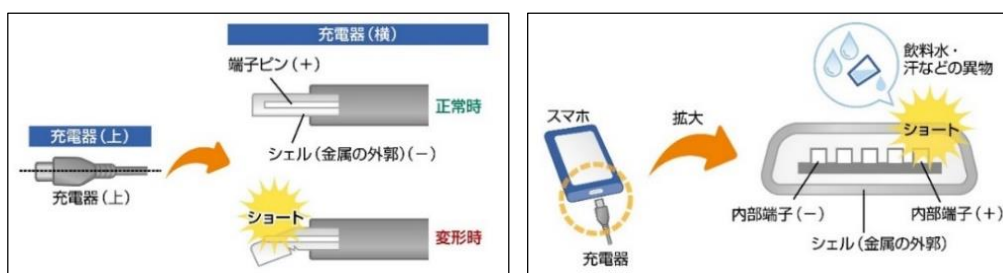 充電器(横)
端子ピン(+)
正常時
シェル(金属の外郭)(-)
充電器(上)
充電器(上)
ショート
変形時
飲料水・
汗などの異物
スマホ
拡大
ショート
内部端子(-)
内部端子(+)
シェル(金属の外郭)
充電器